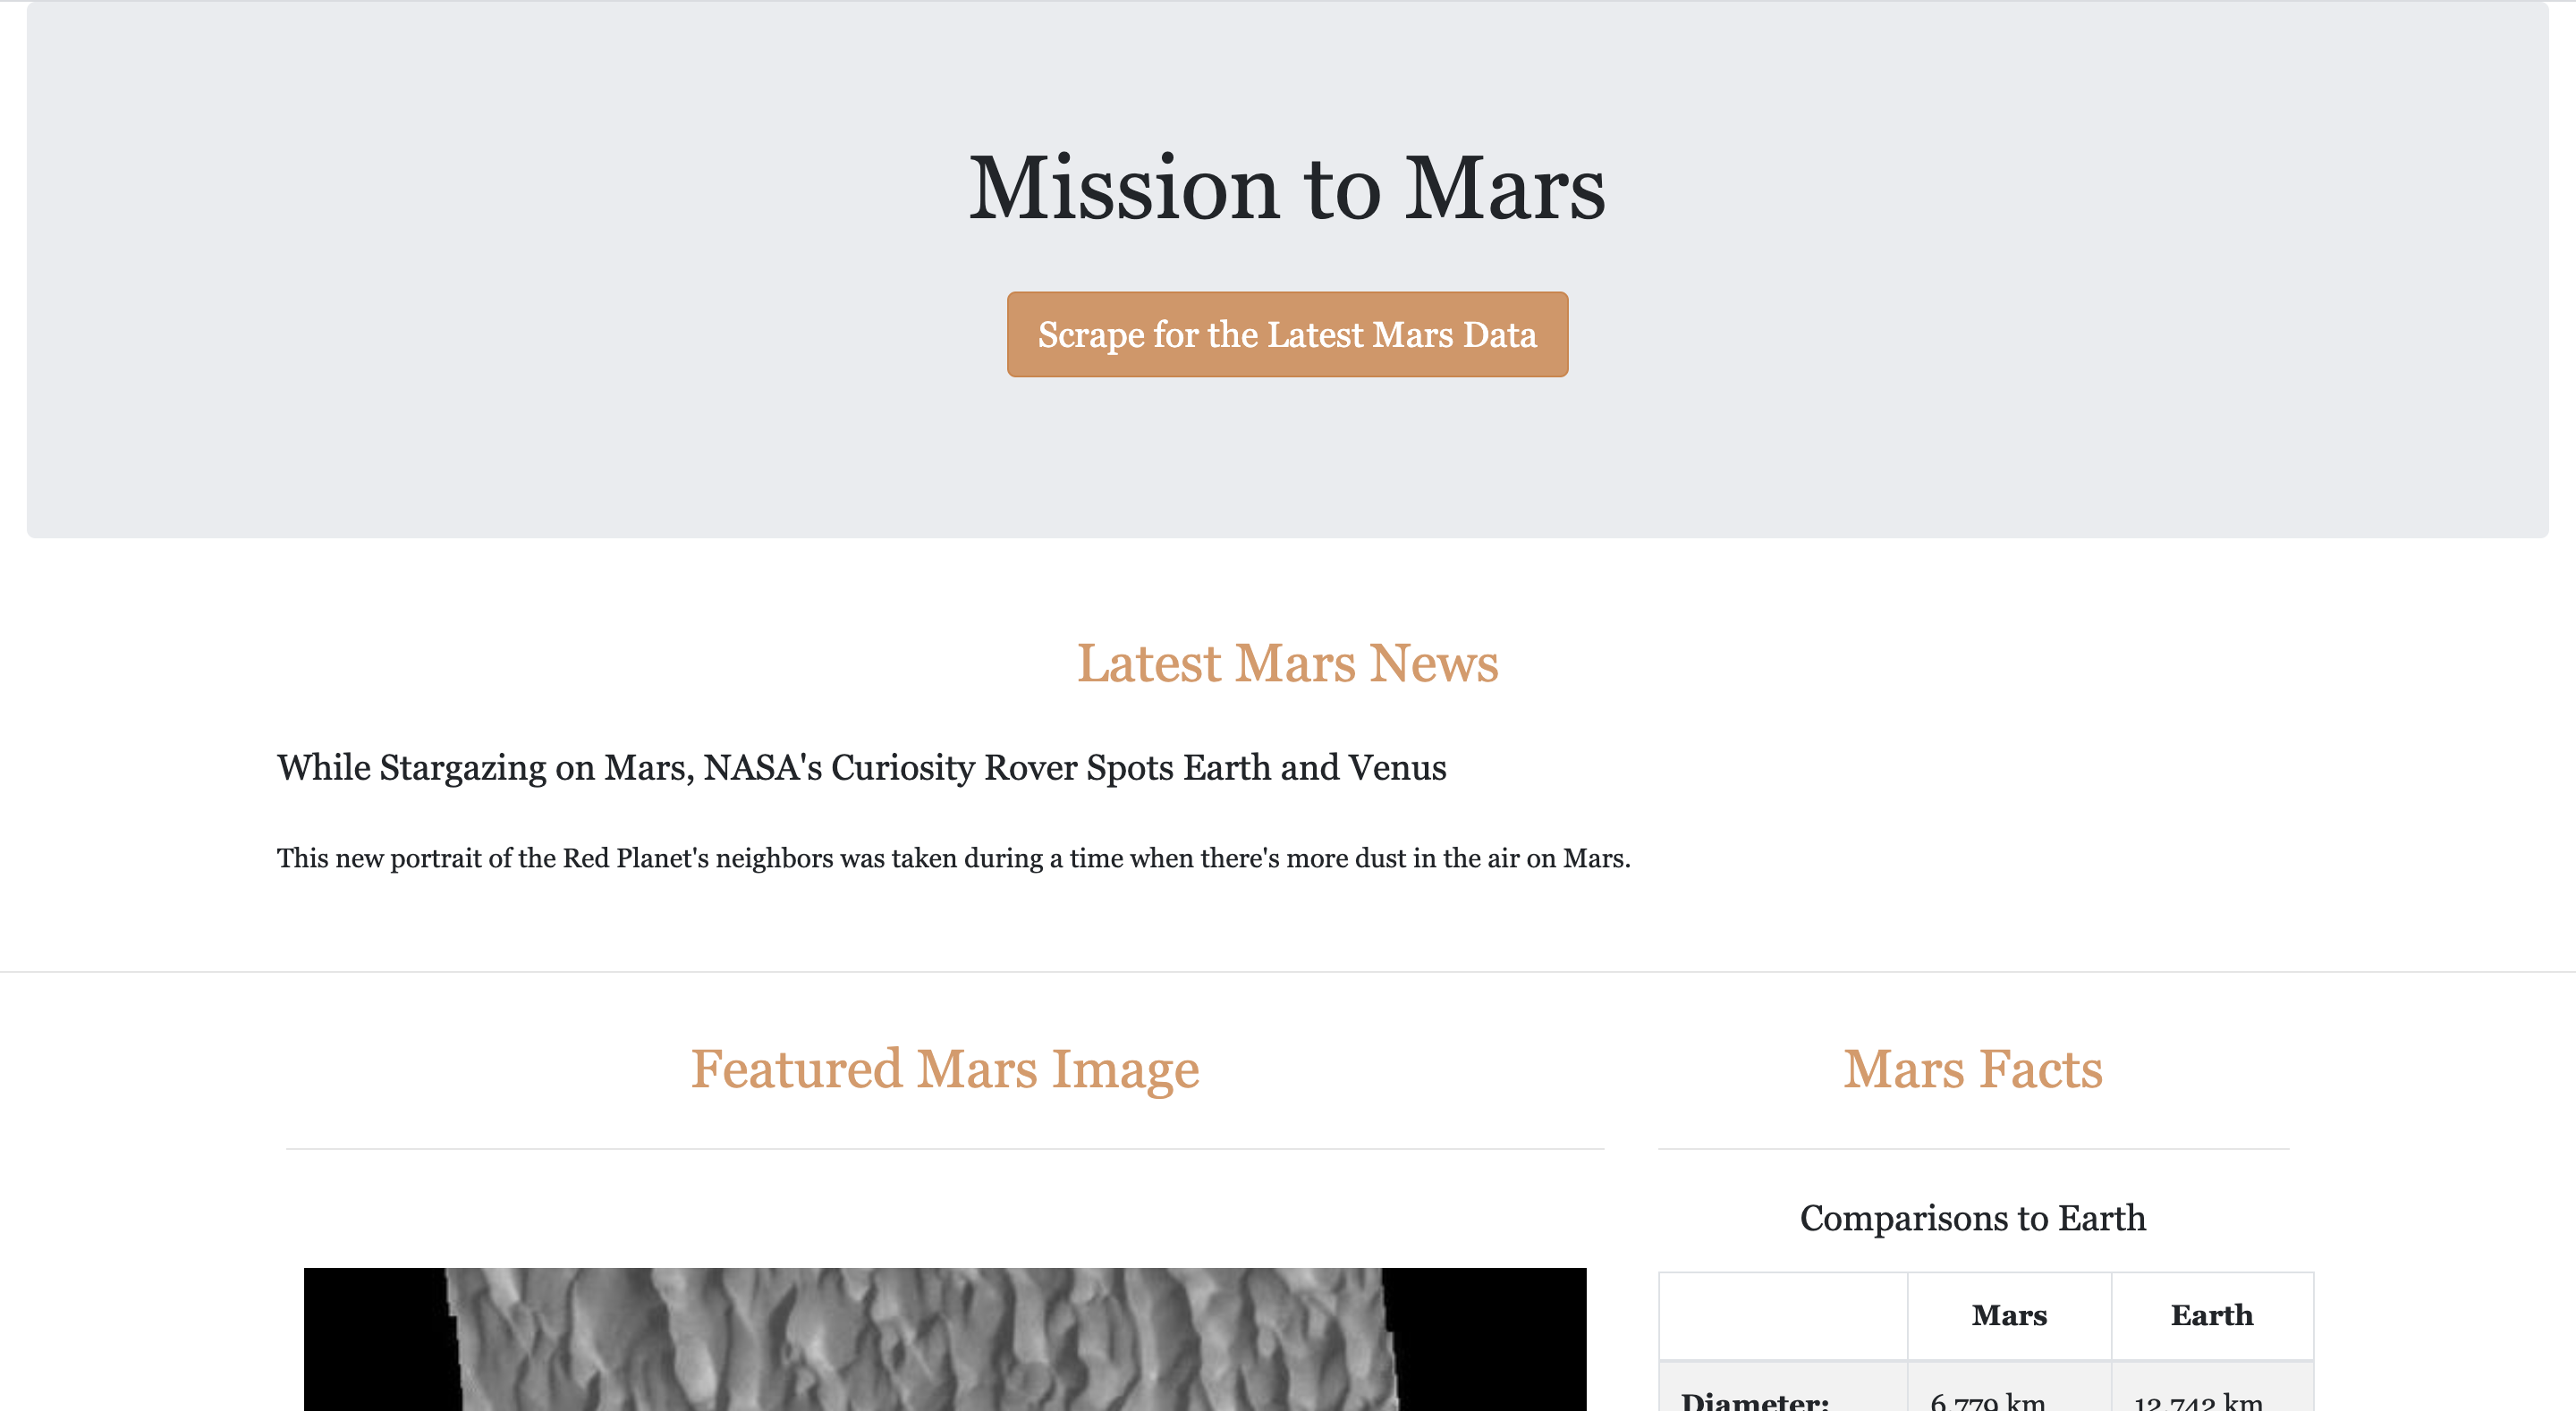 Mission to Mars
Scrape for the Latest Mars Data
Latest Mars News
While Stargazing on Mars, NASA's Curiosity Rover Spots Earth and Venus
This new portrait of the Red Planet's neighbors was taken during a time when there's more dust in the air on Mars.
Featured Mars Image
Mars Facts
Comparisons to Earth
Mars Earth
Diameter: 6,779 km 12,742 km